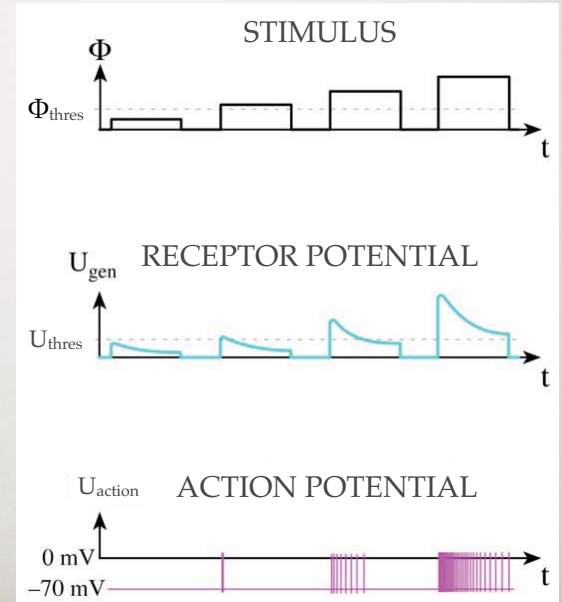 STIMULUS
Φ
Φthres
t
RECEPTOR POTENTIAL
Ugen
Uthres
t
Uaction
ACTION POTENTIAL
0 mV
t
−70 mV